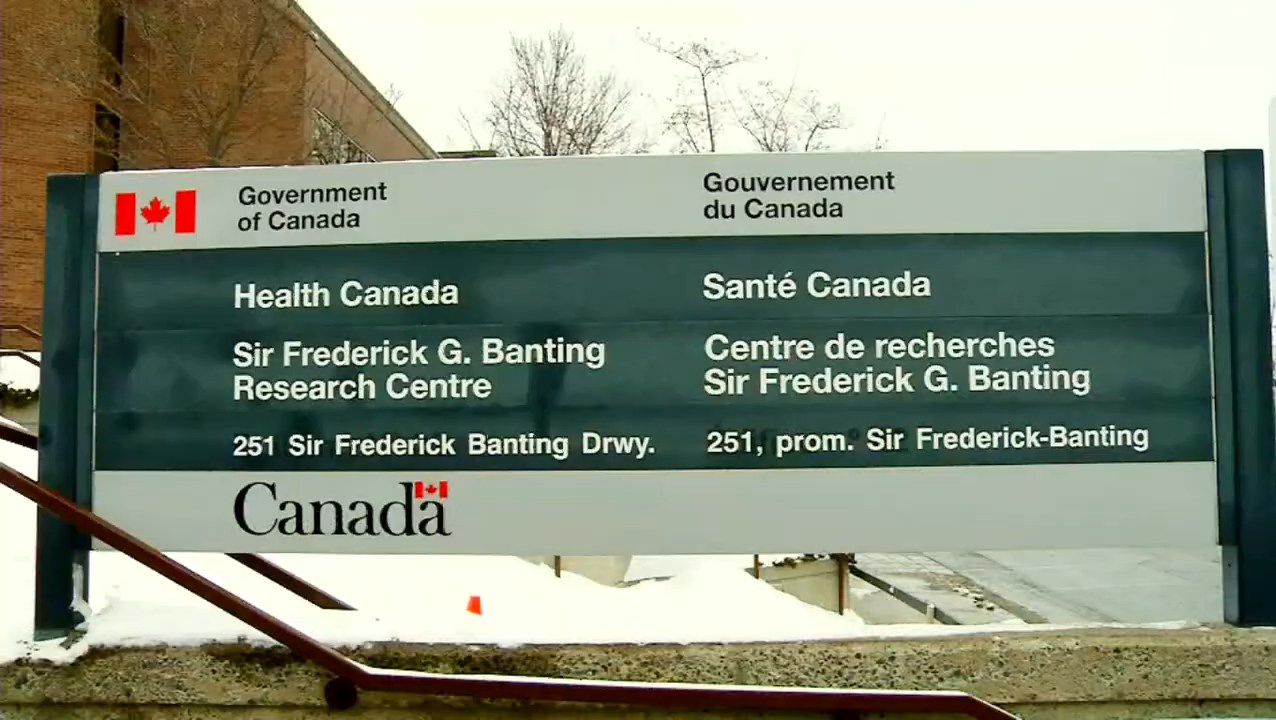 Government
of Canada
Gouvernement
du Canada
Health Canada
Santé Canada
Sir Frederick G. Banting
Research Centre
Centre de recherches
Sir Frederick G. Banting
251 Sir Frederick Banting Drwy.
251, prom. Sir Frederick-Banting
Canada